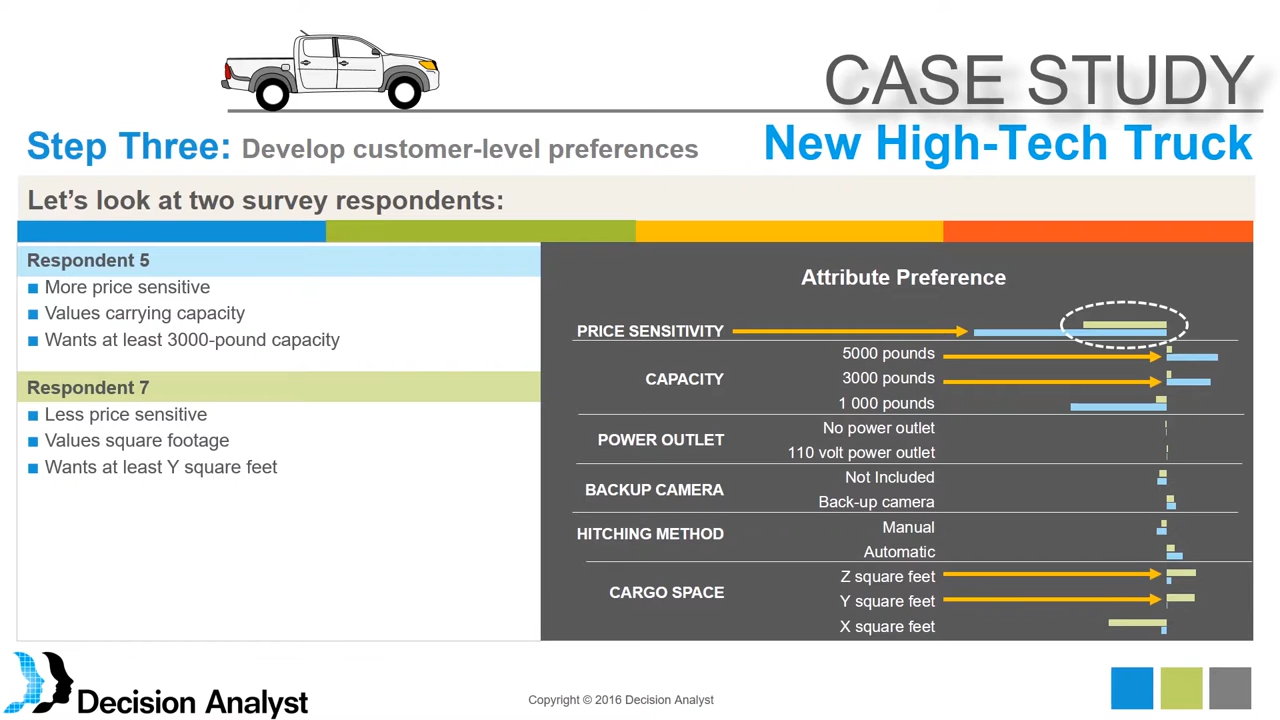 CASE STUDY
Step Three: Develop customer-level preferences
New High-Tech Truck
Let's look at two survey respondents:
Respondent 5
■ More price sensitive
■ Values carrying capacity
■ Wants at least 3000-pound capacity
Respondent 7
■ Less price sensitive
■ Values square footage
■ Wants at least Y square feet
Attribute Preference
PRICE SENSITIVITY
CAPACITY
5000 pounds
3000 pounds
1 000 pounds
POWER OUTLET
No power outlet
110 volt power outlet
BACKUP CAMERA
Not Included
Back-up camera
HITCHING METHOD
Manual
Automatic
CARGO SPACE
Z square feet
Y square feet
X square feet
Decision Analyst
Copyright © 2016 Decision Analyst